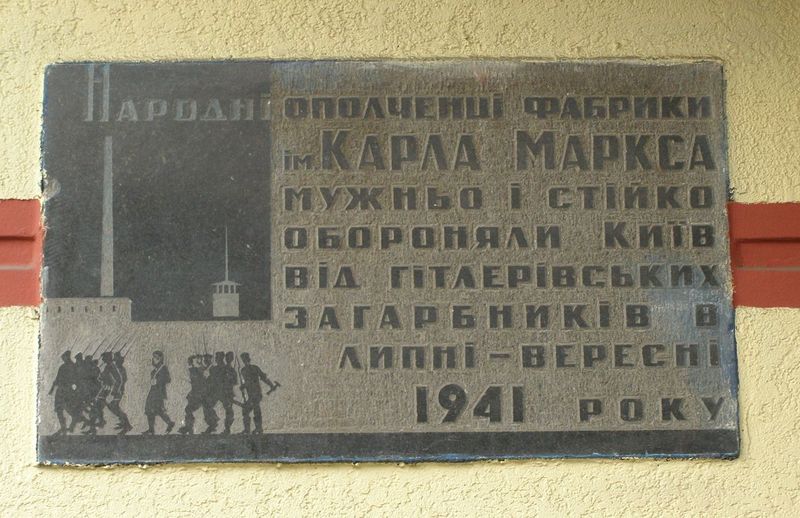 Народні ополченці фабрики
ім. Карла Маркса
мужньо і стійко
обороняли Київ
від гітлерівських
загарбників в
липні – вересні
1941 року